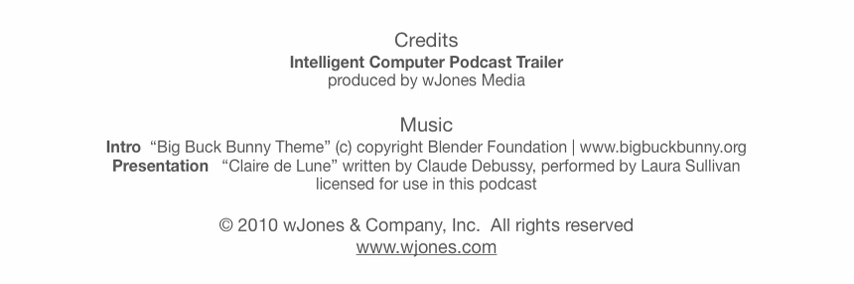 Credits
Intelligent Computer Podcast Trailer
produced by wJones Media
Music
Intro “Big Buck Bunny Theme” (c) copyright Blender Foundation | www.bigbuckbunny.org
Presentation “Claire de Lune” written by Claude Debussy, performed by Laura Sullivan
licensed for use in this podcast
© 2010 wJones & Company, Inc. All rights reserved
www.wjones.com